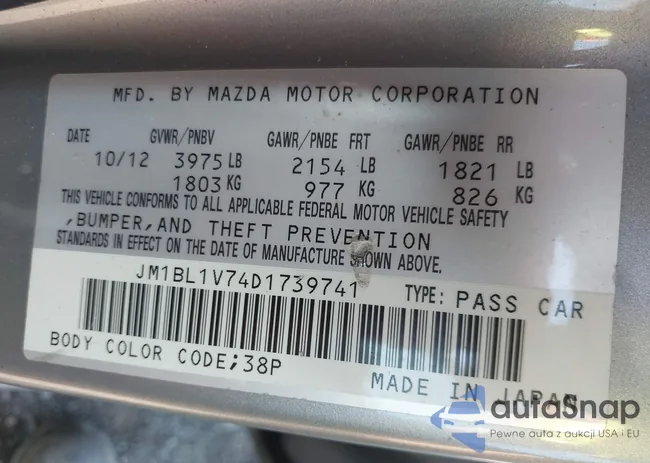 MFD. BY MAZDA MOTOR CORPORATION
DATE GVWR/PNBV GAWR/PNBE FRT GAWR/PNBE RR
10/12 3975 LB 2154 LB 1821 LB
1803 KG 977 KG 826 KG
THIS VEHICLE CONFORMS TO ALL APPLICABLE FEDERAL MOTOR VEHICLE SAFETY
,BUMPER,AND THEFT PREVENTION
STANDARDS IN EFFECT ON THE DATE OF MANUFACTURE SHOWN ABOVE.
JM1BL1V74D1739741 TYPE: PASS CAR
BODY COLOR CODE;38P
MADE IN JAPAN
autaSnap
Pewne auta z aukcji USA i EU